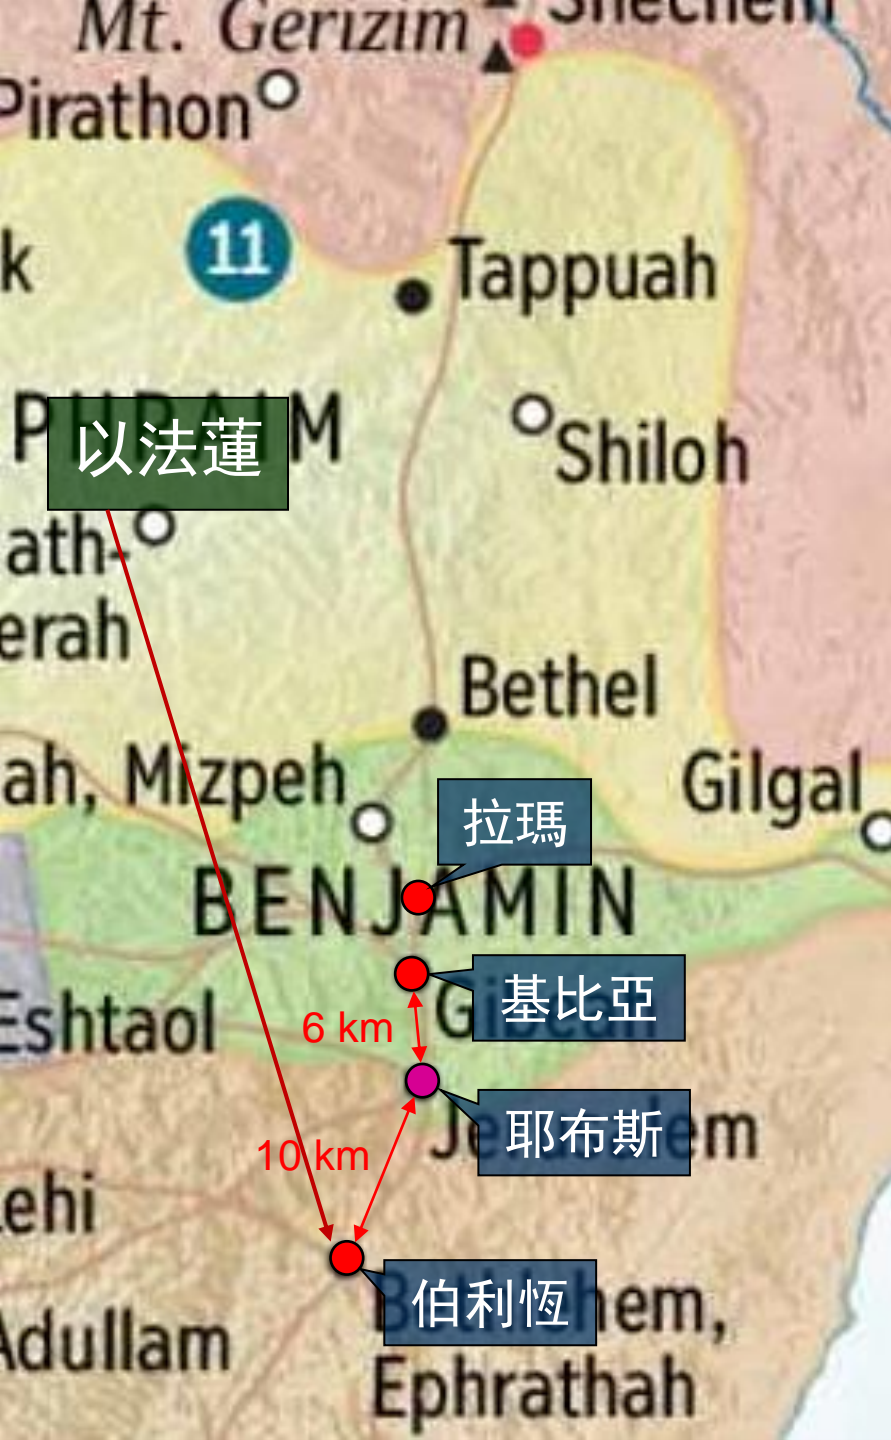 Mt. Gerizim
Shechem
Pirathon
11
k
Tappuah
以法蓮
Shiloh
ath-
erah
Bethel
ah, Mizpeh
Gilgal
拉瑪
BENJAMIN
基比亞
Eshtaol
6 km
耶布斯
10 km
ehi
伯利恆
Adullam
Ephrathah